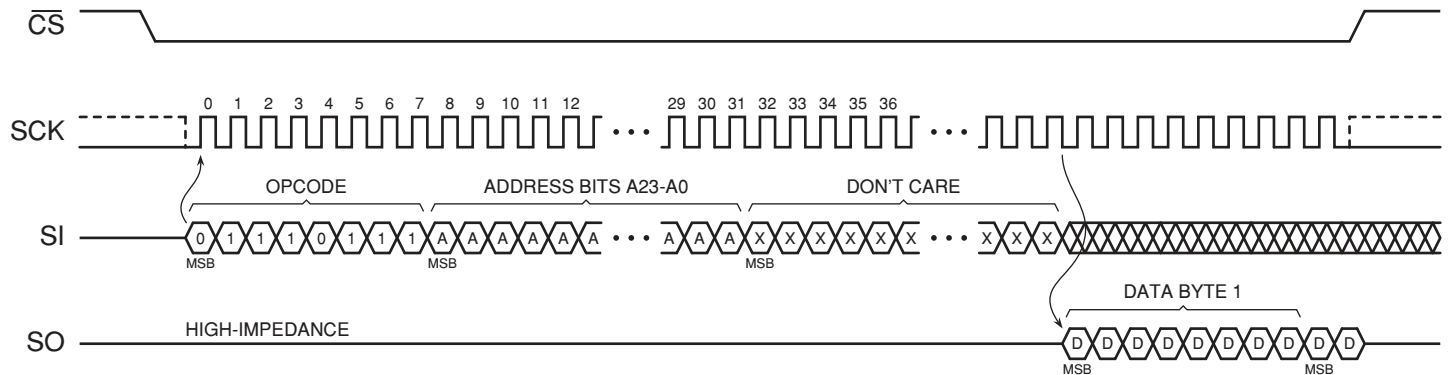 CS
0 1 2 3 4 5 6 7 8 9 10 11 12 29 30 31 32 33 34 35 36
SCK
OPCODE ADDRESS BITS A23-A0 DON'T CARE
SI 0 1 1 1 0 1 1 1 A A A A A A • • • A A A X X X X X X • • • X X X
MSB MSB MSB
DATA BYTE 1
HIGH-IMPEDANCE
SO D D D D D D D D D D
MSB MSB